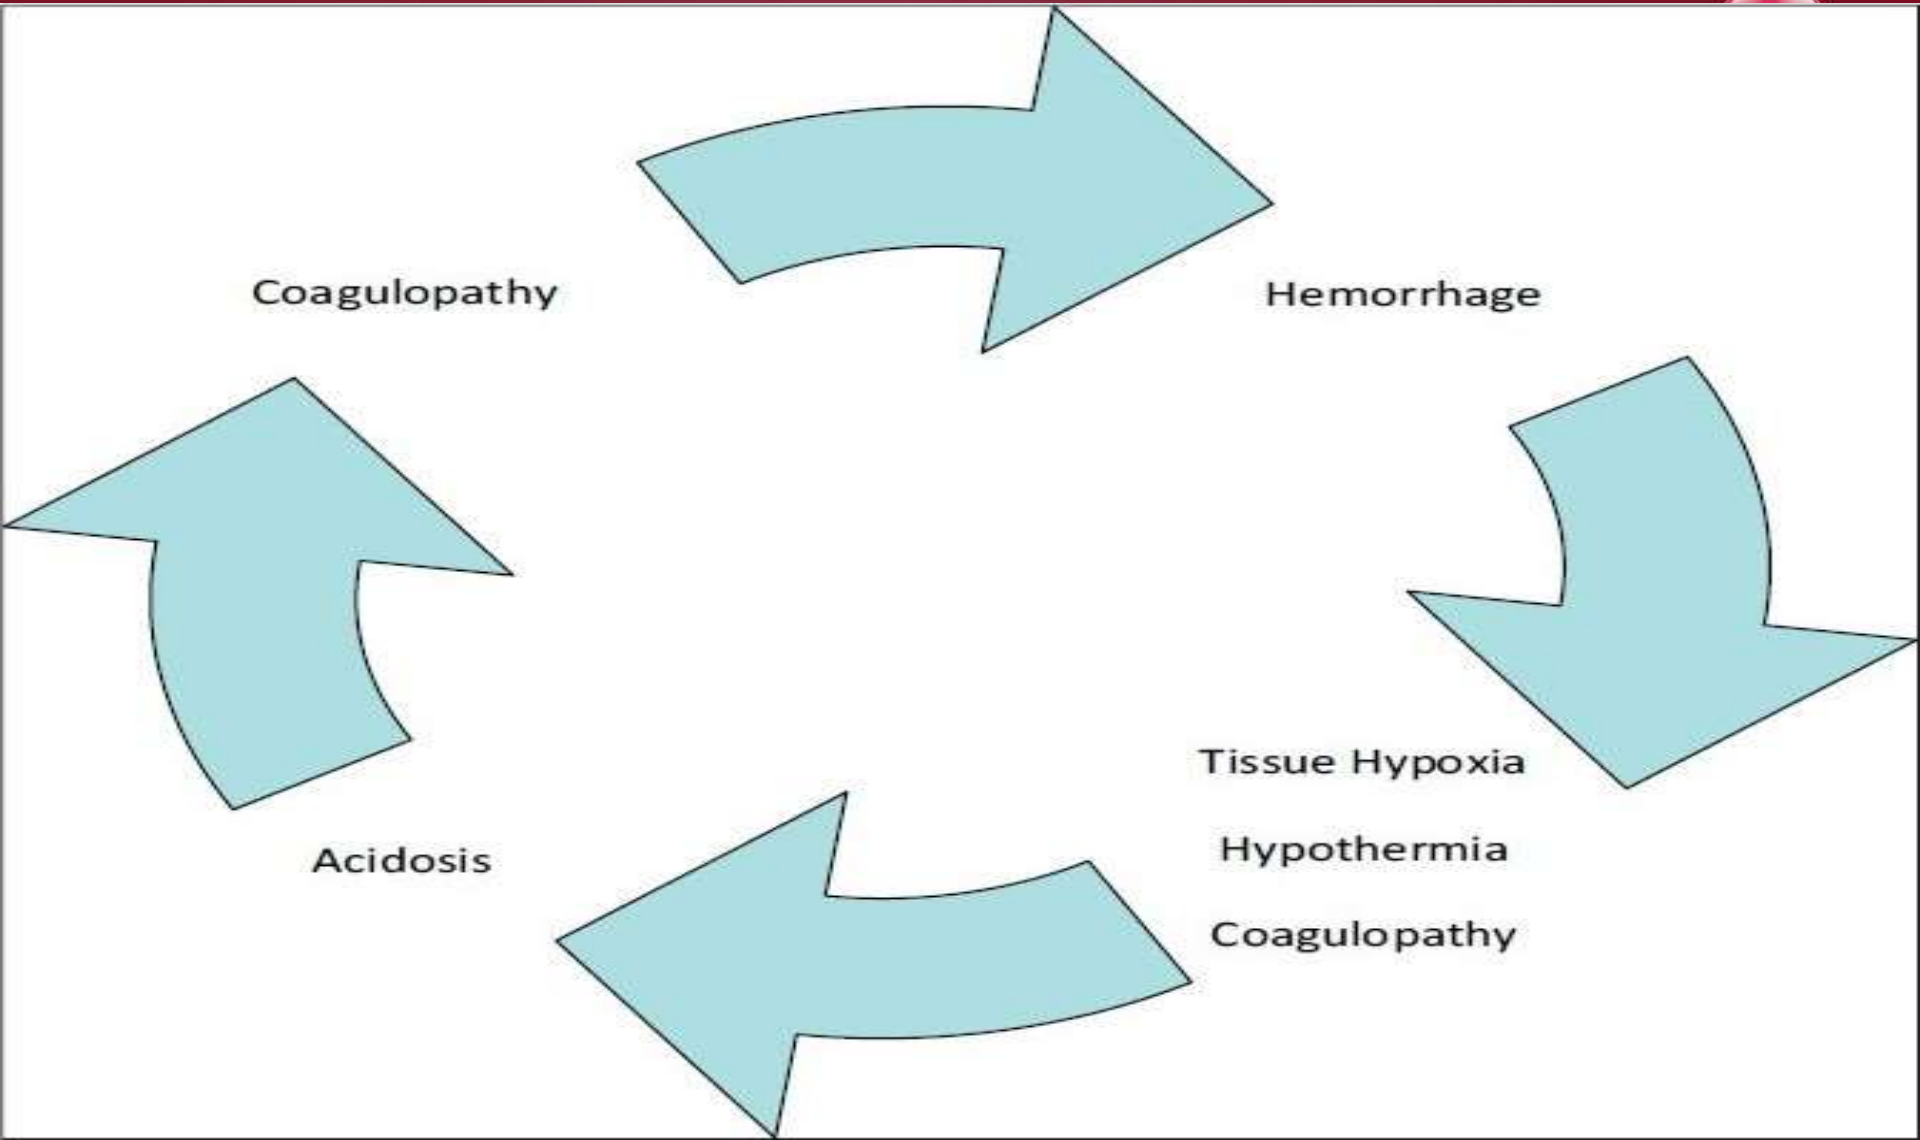 Coagulopathy
Hemorrhage
Tissue Hypoxia
Hypothermia
Coagulopathy
Acidosis